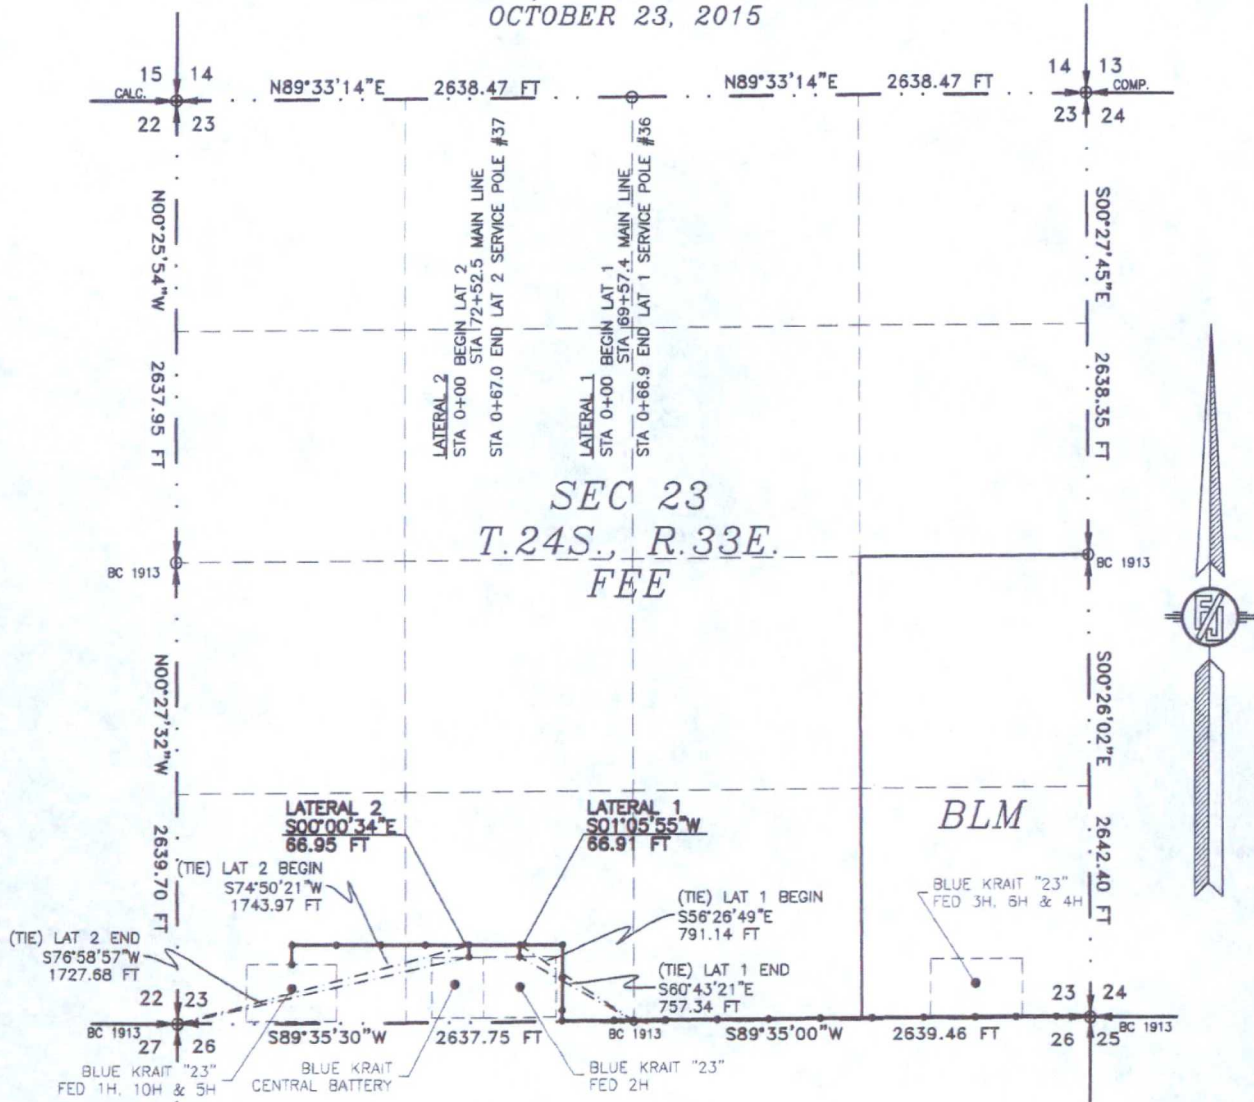 OCTOBER 23, 2015
15 14
CALC.
22 23
N89°33'14"E 2638.47 FT
N89°33'14"E 2638.47 FT
14 13
COMP.
23 24
N00°25'54"W 2637.95 FT
LATERAL 2
STA 0+00 BEGIN LAT 2
STA 72+52.5 MAIN LINE
STA 0+67.0 END LAT 2 SERVICE POLE #37
LATERAL 1
STA 0+00 BEGIN LAT 1
STA 69+57.4 MAIN LINE
STA 0+66.9 END LAT 1 SERVICE POLE #36
S00°27'45"E 2638.35 FT
SEC 23
T.24S., R.33E.
FEE
BC 1913
BC 1913
N00°27'32"W 2639.70 FT
S00°26'02"E 2642.40 FT
LATERAL 2
S00°00'34"E
66.95 FT
LATERAL 1
S01°05'55"W
66.91 FT
BLM
(TIE) LAT 2 BEGIN
S74°50'21"W
1743.97 FT
(TIE) LAT 1 BEGIN
S56°26'49"E
791.14 FT
BLUE KRAIT "23"
FED 3H, 6H & 4H
(TIE) LAT 2 END
S76°58'57"W
1727.68 FT
(TIE) LAT 1 END
S60°43'21"E
757.34 FT
22 23
BC 1913
27 26
S89°35'30"W 2637.75 FT
BC 1913
S89°35'00"W 2639.46 FT
23 24
BC 1913
26 25
BLUE KRAIT "23"
FED 1H, 10H & 5H
BLUE KRAIT
CENTRAL BATTERY
BLUE KRAIT "23"
FED 2H